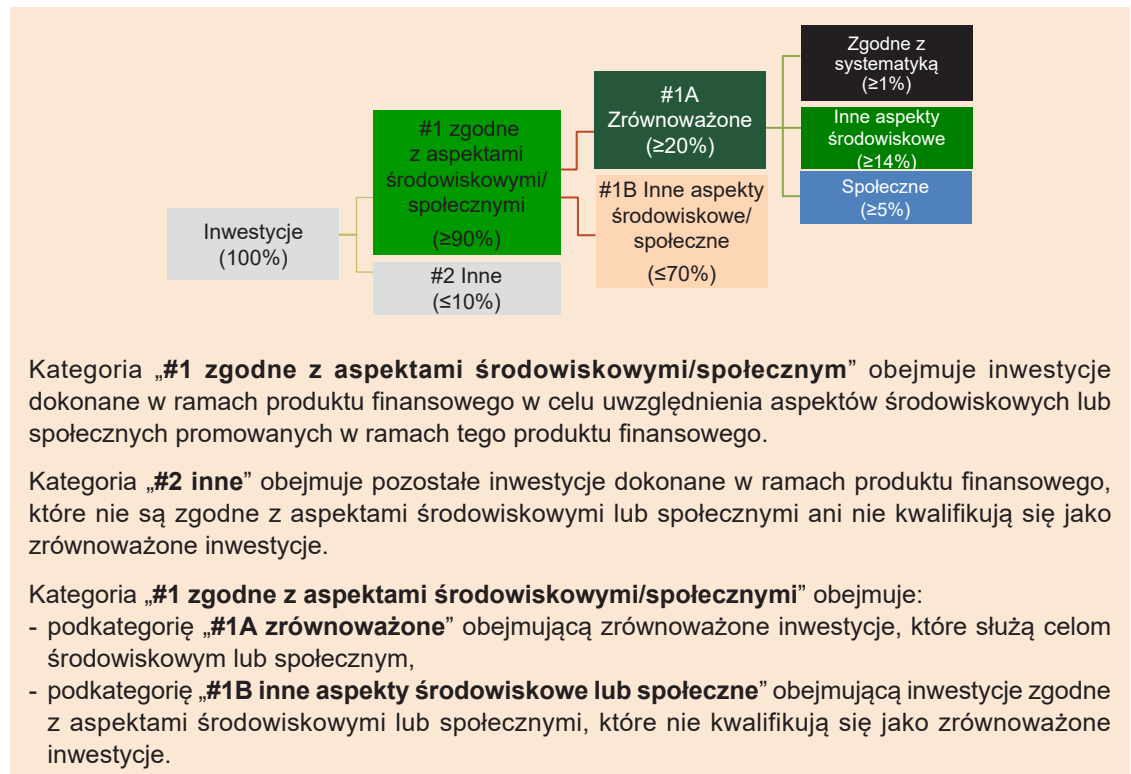 Inwestycje
(100%)
#1 zgodne
z aspektami
środowiskowymi/
społecznymi
(≥90%)
#2 Inne
(≤10%)
#1A
Zrównoważone
(≥20%)
#1B Inne aspekty
środowiskowe/
społeczne
(≤70%)
Zgodne z
systematyką
(≥1%)
Inne aspekty
środowiskowe
(≥14%)
Społeczne
(≥5%)
Kategoria „#1 zgodne z aspektami środowiskowymi/społecznym” obejmuje inwestycje
dokonane w ramach produktu finansowego w celu uwzględnienia aspektów środowiskowych lub
społecznych promowanych w ramach tego produktu finansowego.
Kategoria „#2 inne” obejmuje pozostałe inwestycje dokonane w ramach produktu finansowego,
które nie są zgodne z aspektami środowiskowymi lub społecznymi ani nie kwalifikują się jako
zrównoważone inwestycje.
Kategoria „#1 zgodne z aspektami środowiskowymi/społecznymi” obejmuje:
- podkategorię „#1A zrównoważone” obejmującą zrównoważone inwestycje, które służą celom
środowiskowym lub społecznym,
- podkategorię „#1B inne aspekty środowiskowe lub społeczne” obejmującą inwestycje zgodne
z aspektami środowiskowymi lub społecznymi, które nie kwalifikują się jako zrównoważone
inwestycje.